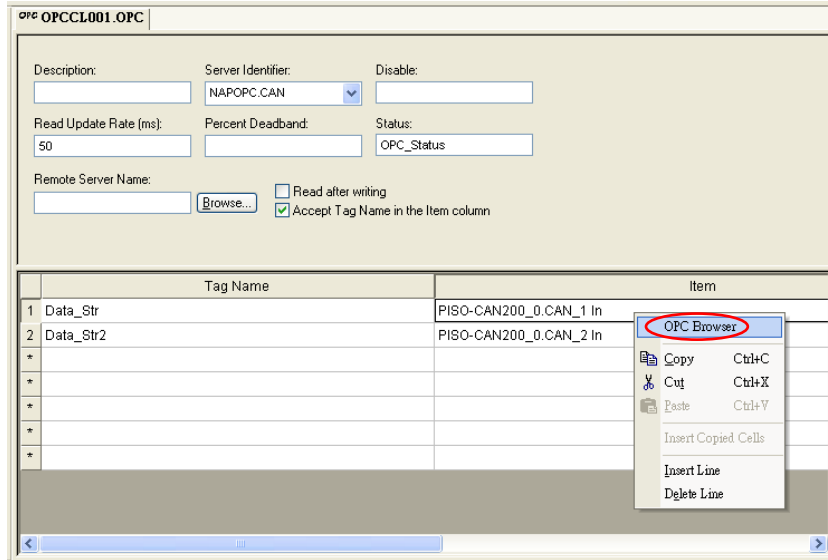 OPC OPCCL001.OPC
Description: Server Identifier: Disable:
NAPOPC.CAN
Read Update Rate (ms): Percent Deadband: Status:
50 OPC_Status
Remote Server Name:
Browse...
Read after writing
Accept Tag Name in the Item column
Tag Name Item
1 Data_Str PISO-CAN200_0.CAN_1 In
2 Data_Str2 PISO-CAN200_0.CAN_2 In
*
*
*
*
*
OPC Browser
Copy Ctrl+C
Cut Ctrl+X
Paste Ctrl+V
Insert Copied Cells
Insert Line
Delete Line